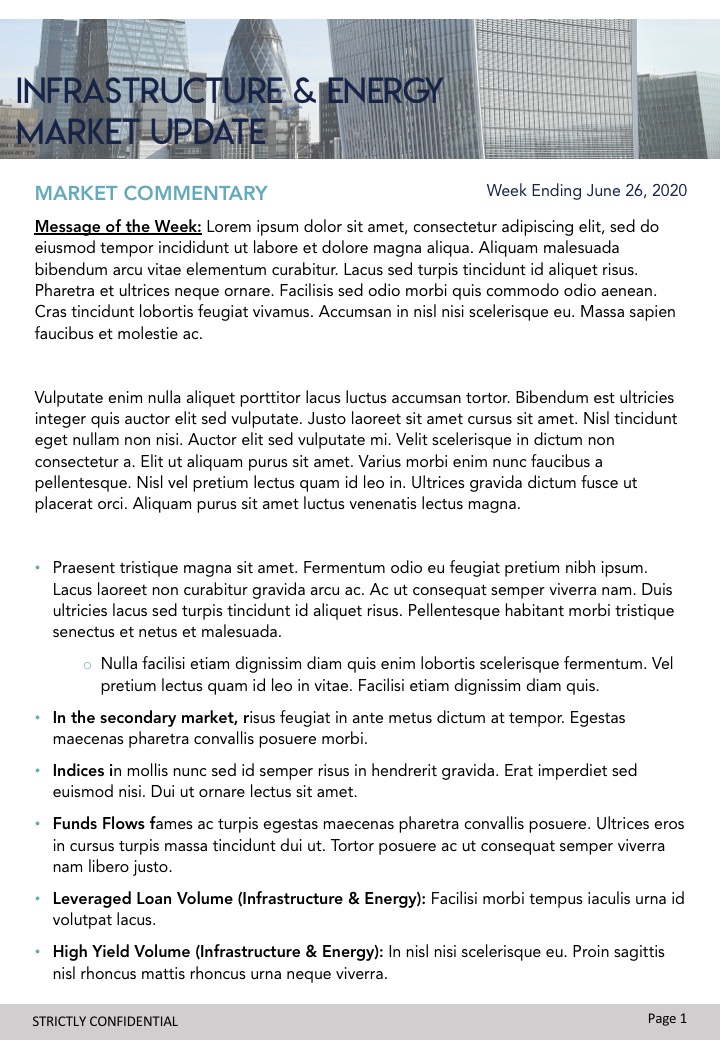 INFRASTRUCTURE & ENERGY
MARKET UPDATE
MARKET COMMENTARY
Week Ending June 26, 2020
Message of the Week: Lorem ipsum dolor sit amet, consectetur adipiscing elit, sed do
eiusmod tempor incididunt ut labore et dolore magna aliqua. Aliquam malesuada
bibendum arcu vitae elementum curabitur. Lacus sed turpis tincidunt id aliquet risus.
Pharetra et ultrices neque ornare. Facilisis sed odio morbi quis commodo odio aenean.
Cras tincidunt lobortis feugiat vivamus. Accumsan in nisl nisi scelerisque eu. Massa sapien
faucibus et molestie ac.
Vulputate enim nulla aliquet porttitor lacus luctus accumsan tortor. Bibendum est ultricies
integer quis auctor elit sed vulputate. Justo laoreet sit amet cursus sit amet. Nisl tincidunt
eget nullam non nisi. Auctor elit sed vulputate mi. Velit scelerisque in dictum non
consectetur a. Elit ut aliquam purus sit amet. Varius morbi enim nunc faucibus a
pellentesque. Nisl vel pretium lectus quam id leo in. Ultrices gravida dictum fusce ut
placerat orci. Aliquam purus sit amet luctus venenatis lectus magna.
• Praesent tristique magna sit amet. Fermentum odio eu feugiat pretium nibh ipsum.
Lacus laoreet non curabitur gravida arcu ac. Ac ut consequat semper viverra nam. Duis
ultricies lacus sed turpis tincidunt id aliquet risus. Pellentesque habitant morbi tristique
senectus et netus et malesuada.
o Nulla facilisi etiam dignissim diam quis enim lobortis scelerisque fermentum. Vel
pretium lectus quam id leo in vitae. Facilisi etiam dignissim diam quis.
• In the secondary market, risus feugiat in ante metus dictum at tempor. Egestas
maecenas pharetra convallis posuere morbi.
• Indices in mollis nunc sed id semper risus in hendrerit gravida. Erat imperdiet sed
euismod nisi. Dui ut ornare lectus sit amet.
• Funds Flows fames ac turpis egestas maecenas pharetra convallis posuere. Ultrices eros
in cursus turpis massa tincidunt dui ut. Tortor posuere ac ut consequat semper viverra
nam libero justo.
• Leveraged Loan Volume (Infrastructure & Energy): Facilisi morbi tempus iaculis urna id
volutpat lacus.
• High Yield Volume (Infrastructure & Energy): In nisl nisi scelerisque eu. Proin sagittis
nisl rhoncus mattis rhoncus urna neque viverra.
STRICTLY CONFIDENTIAL
Page 1